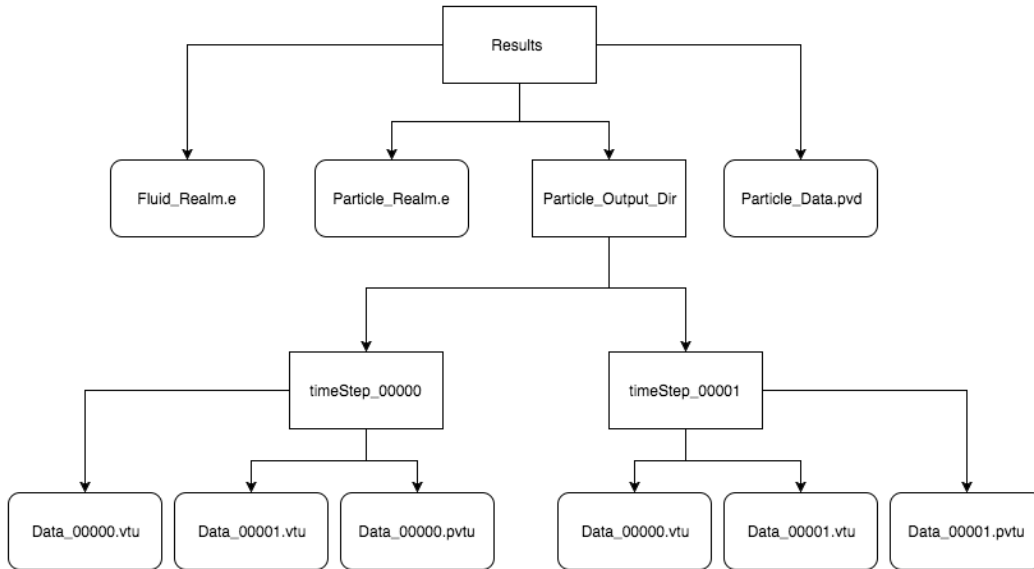 Results
Fluid_Realm.e
Particle_Realm.e
Particle_Output_Dir
Particle_Data.pvd
timeStep_00000
timeStep_00001
Data_00000.vtu
Data_00001.vtu
Data_00000.pvtu
Data_00000.vtu
Data_00001.vtu
Data_00001.pvtu